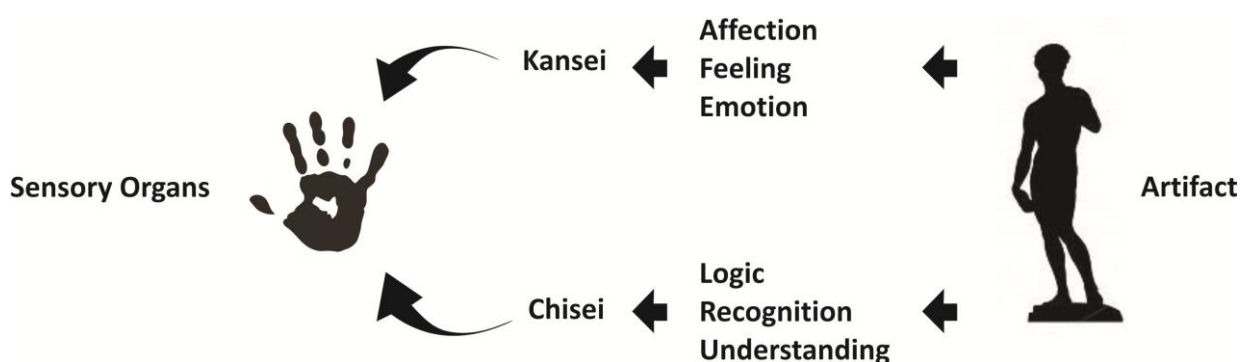 Sensory Organs
Kansei
Affection
Feeling
Emotion
Chisei
Logic
Recognition
Understanding
Artifact